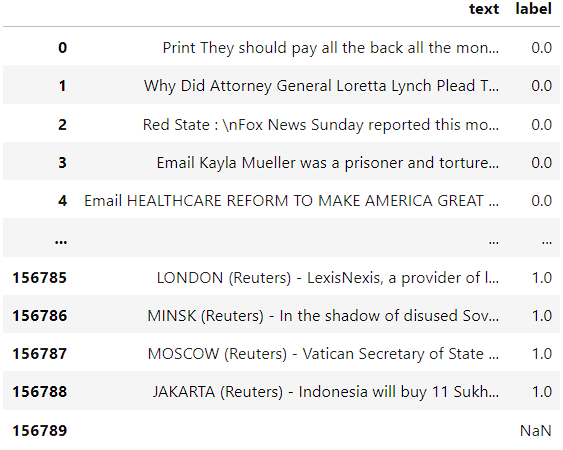 text label
0 Print They should pay all the back all the mon... 0.0
1 Why Did Attorney General Loretta Lynch Plead T... 0.0
2 Red State : \nFox News Sunday reported this mo... 0.0
3 Email Kayla Mueller was a prisoner and torture... 0.0
4 Email HEALTHCARE REFORM TO MAKE AMERICA GREAT ... 0.0
... ... ...
156785 LONDON (Reuters) - LexisNexis, a provider of l... 1.0
156786 MINSK (Reuters) - In the shadow of disused Sov... 1.0
156787 MOSCOW (Reuters) - Vatican Secretary of State ... 1.0
156788 JAKARTA (Reuters) - Indonesia will buy 11 Sukh... 1.0
156789 NaN